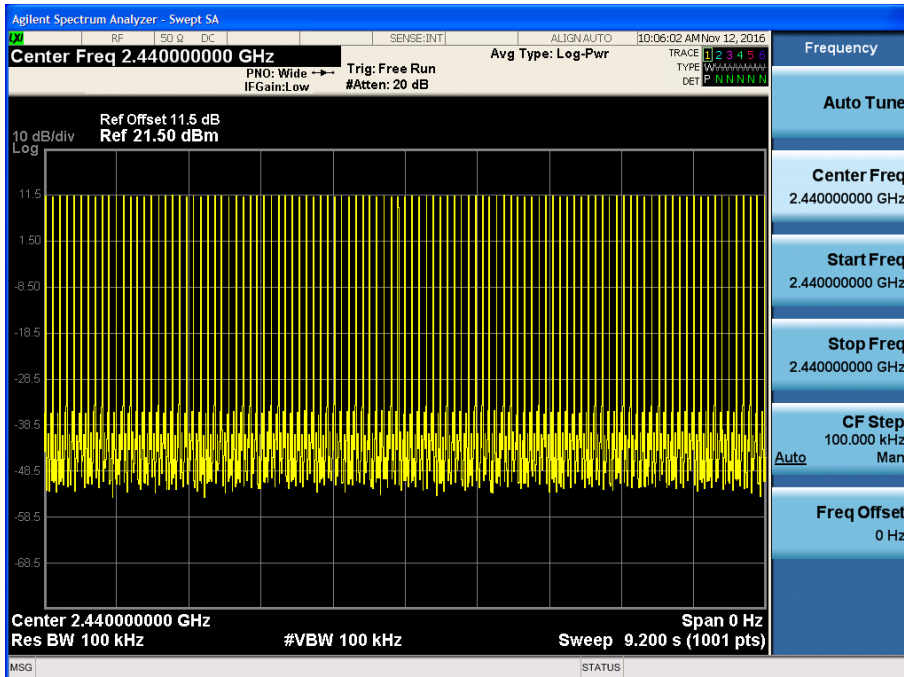 Agilent Spectrum Analyzer - Swept SA
LXI RF 50 Ω DC SENSE:INT ALIGN AUTO 10:06:02 AM Nov 12, 2016
Center Freq 2.440000000 GHz
PNO: Wide
IFGain:Low
Trig: Free Run
#Atten: 20 dB
Avg Type: Log-Pwr
TRACE 1 2 3 4 5 6
TYPE W
DET P N N N N N
Ref Offset 11.5 dB
10 dB/div Ref 21.50 dBm
Log
11.5
1.50
-8.50
-18.5
-28.5
-38.5
-48.5
-58.5
-68.5
Center 2.440000000 GHz Span 0 Hz
Res BW 100 kHz #VBW 100 kHz Sweep 9.200 s (1001 pts)
MSG STATUS
Frequency
Auto Tune
Center Freq
2.440000000 GHz
Start Freq
2.440000000 GHz
Stop Freq
2.440000000 GHz
CF Step
100.000 kHz
Auto Man
Freq Offset
0 Hz